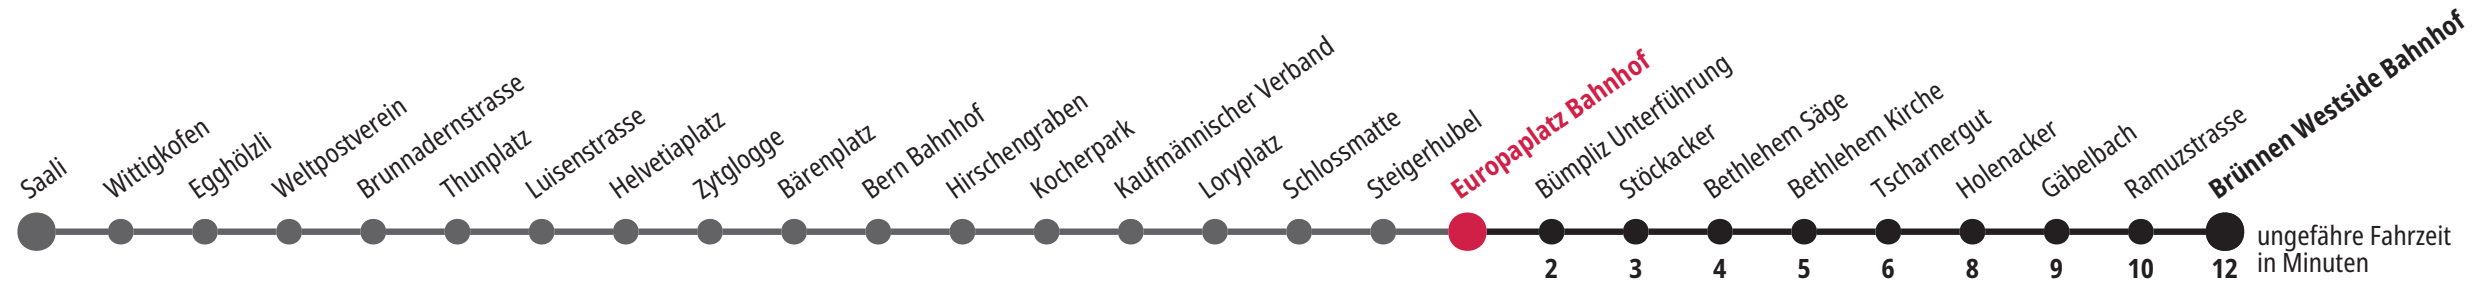 Saali
Wittigkofen
Egghölzli
Weltpostverein
Brunnadernstrasse
Thunplatz
Luisenstrasse
Helvetiaplatz
Zytglogge
Bärenplatz
Bern Bahnhof
Hirschengraben
Kocherpark
Kaufmännischer Verband
Loryplatz
Schlossmatte
Steigerhubel
Europaplatz Bahnhof
Bümpliz Unterführung
Stöckacker
Bethlehem Säge
Bethlehem Kirche
Tscharnergut
Holenacker
Gäbelbach
Ramuzstrasse
Brünnen Westside Bahnhof
2 3 4 5 6 8 9 10 12
ungefähre Fahrzeit
in Minuten